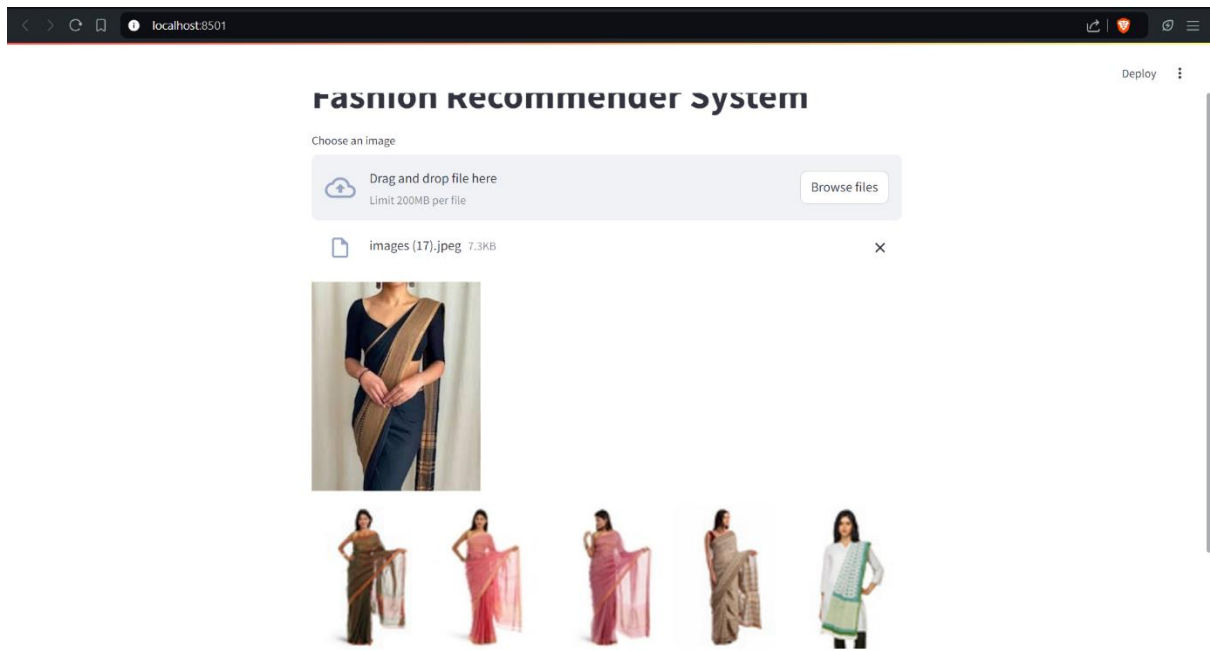 localhost:8501
Deploy
Fashion Recommender System
Choose an image
Drag and drop file here
Limit 200MB per file
Browse files
images (17).jpeg 7.3KB